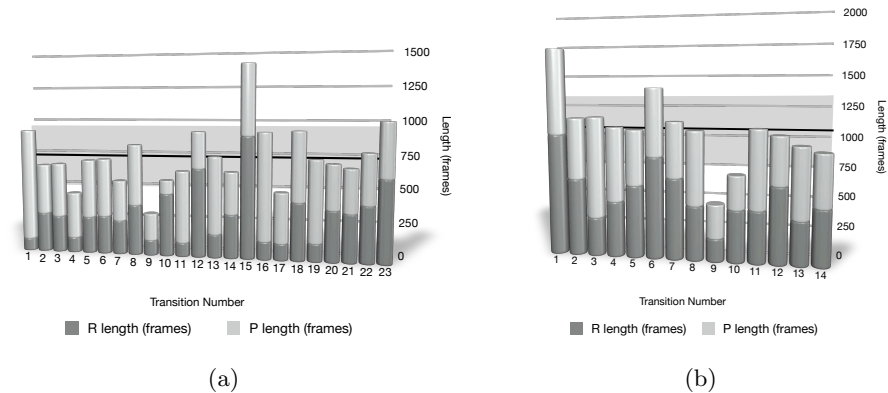 1500
1250
1000
750
500
250
0
Length (frames)
1 2 3 4 5 6 7 8 9 10 11 12 13 14 15 16 17 18 19 20 21 22 23
Transition Number
R length (frames) P length (frames)
(a)
2000
1750
1500
1250
1000
750
500
250
0
Length (frames)
1 2 3 4 5 6 7 8 9 10 11 12 13 14
Transition Number
R length (frames) P length (frames)
(b)